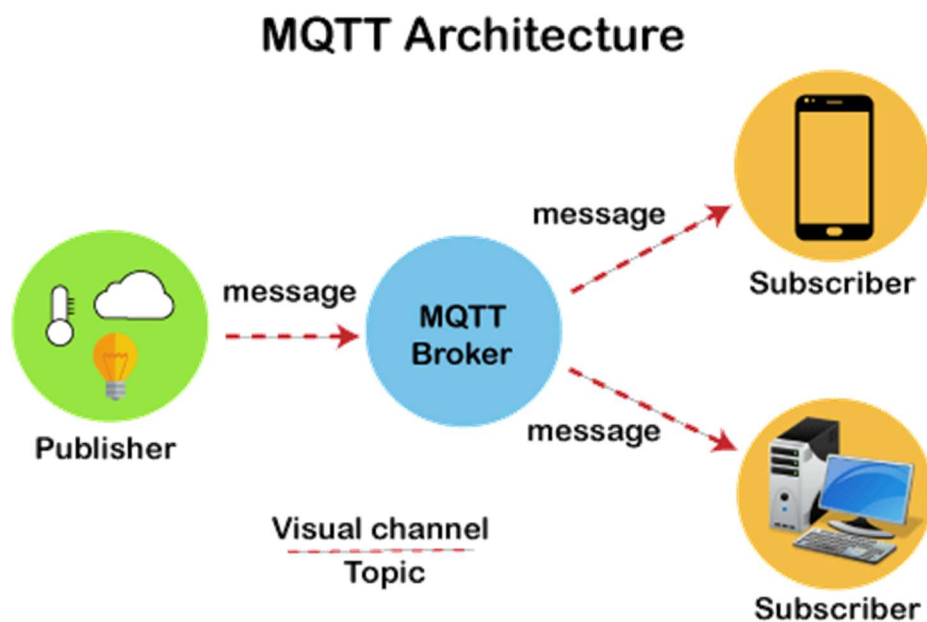 MQTT Architecture
message
Subscriber
message
MQTT
Broker
Publisher
message
Subscriber
Visual channel
Topic